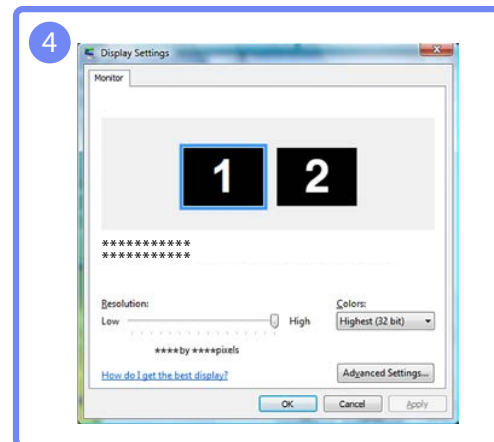 4
Display Settings
Monitor
1 2
***********
***********
Resolution:
Colors:
Low High Highest (32 bit)
****by ****pixels
How do I get the best display?
Advanced Settings...
OK Cancel Apply